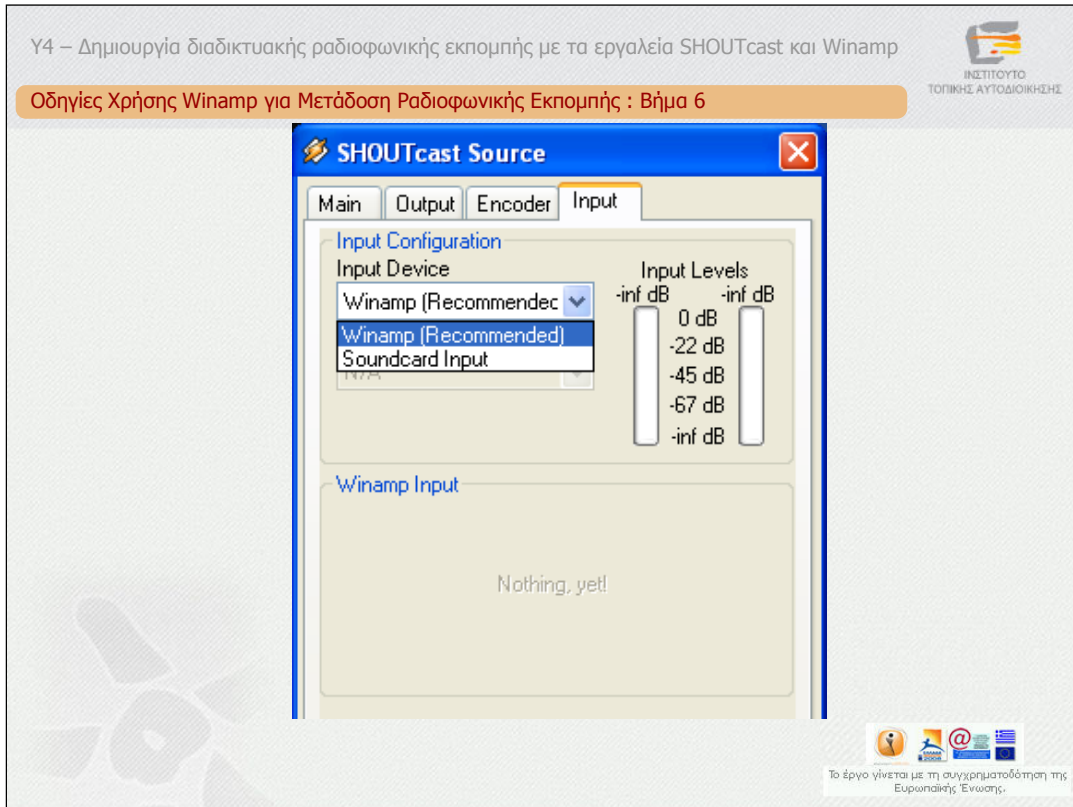 Υ4 – Δημιουργία διαδικτυακής ραδιοφωνικής εκπομπής με τα εργαλεία SHOUTcast και Winamp
ΙΝΣΤΙΤΟΥΤΟ
ΤΟΠΙΚΗΣ ΑΥΤΟΔΙΟΙΚΗΣΗΣ
Οδηγίες Χρήσης Winamp για Μετάδοση Ραδιοφωνικής Εκπομπής : Βήμα 6
SHOUTcast Source
Main Output Encoder Input
Input Configuration
Input Device
Winamp (Recommendec
Winamp (Recommended)
Soundcard Input
N/A
Input Levels
-inf dB -inf dB
0 dB
-22 dB
-45 dB
-67 dB
-inf dB
Winamp Input
Nothing, yet!
Το έργο γίνεται με τη συγχρηματοδότηση της
Ευρωπαϊκής Ένωσης.